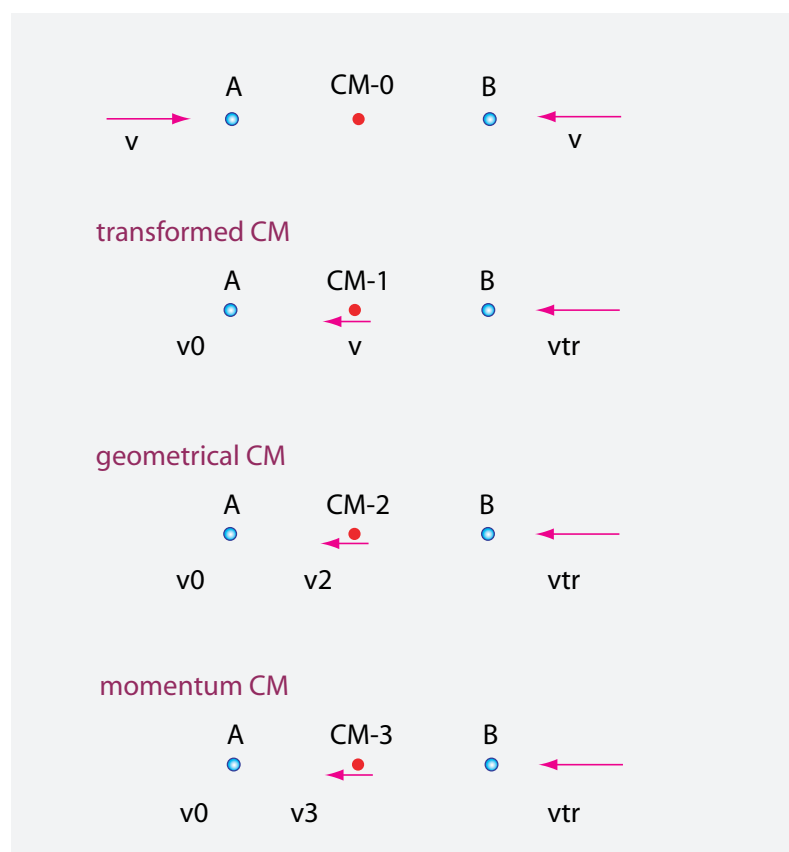 A CM-0 B
v v
transformed CM
A CM-1 B
v0 v vtr
geometrical CM
A CM-2 B
v0 v2 vtr
momentum CM
A CM-3 B
v0 v3 vtr